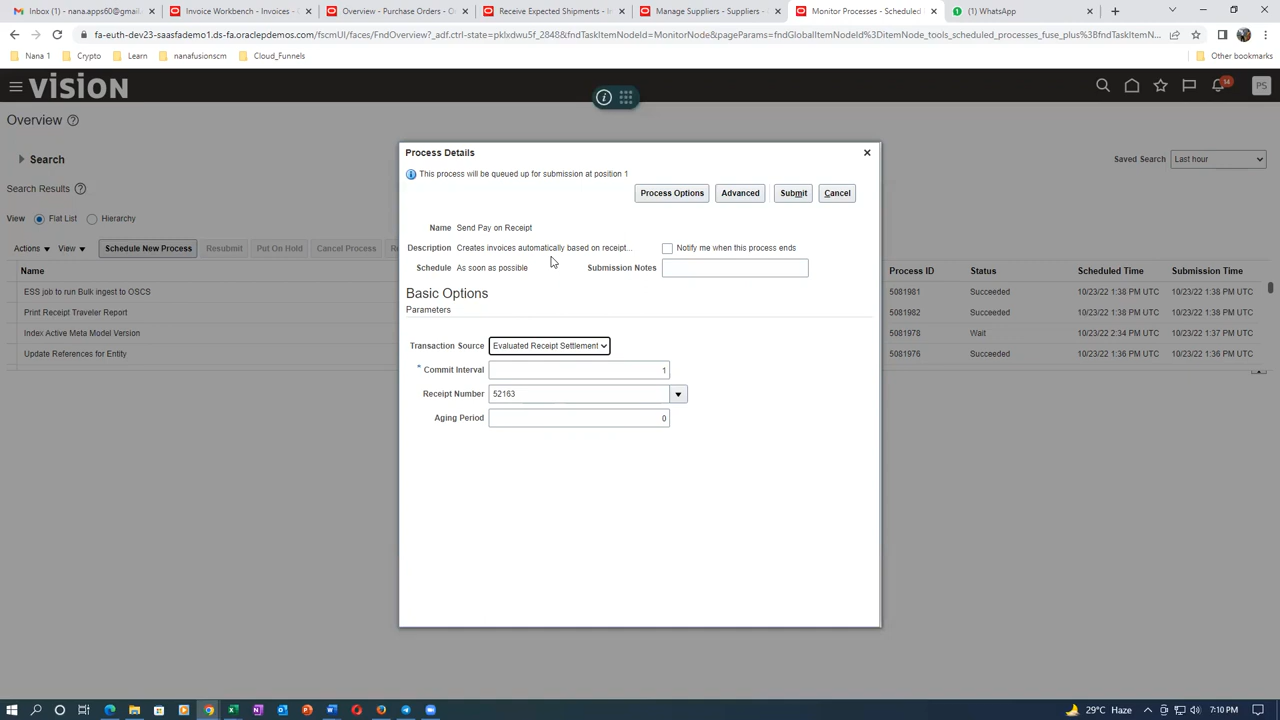 Inbox (1) - nana.apps60@gmail.
Invoice Workbench - Invoices - O
Overview - Purchase Orders - O
Receive Expected Shipments - In
Manage Suppliers - Suppliers - S
Monitor Processes - Scheduled
(1) WhatsApp
fa-euth-dev23-saasfademo1.ds-fa.oraclepdemos.com/fscmUI/faces/FndOverview?_adf.ctrl-state=pklxdwu5f_2848&fndTaskItemNodeId=MonitorNode&pageParams=fndGlobalItemNodeId%3DitemNode_tools_scheduled_processes_fuse_plus%3BfndTaskItemN...
Nana 1
Crypto
Learn
nanafusions
Cloud_Funnels
Other bookmarks
VISION
14
PS
Overview
Search
Saved Search Last hour
Search Results
View Flat List Hierarchy
Actions View Schedule New Process Resubmit Put On Hold Cancel Process Re
Name Process ID Status Scheduled Time Submission Time
ESS job to run Bulk ingest to OSCS 5081981 Succeeded 10/23/22 1:38 PM UTC 10/23/22 1:38 PM UTC
Print Receipt Traveler Report 5081982 Succeeded 10/23/22 1:38 PM UTC 10/23/22 1:38 PM UTC
Index Active Meta Model Version 5081978 Wait 10/23/22 2:34 PM UTC 10/23/22 1:37 PM UTC
Update References for Entity 5081976 Succeeded 10/23/22 1:36 PM UTC 10/23/22 1:36 PM UTC
Process Details
This process will be queued up for submission at position 1
Process Options Advanced Submit Cancel
Name Send Pay on Receipt
Description Creates invoices automatically based on receipt... Notify me when this process ends
Schedule As soon as possible Submission Notes
Basic Options
Parameters
Transaction Source Evaluated Receipt Settlement
* Commit Interval 1
Receipt Number 52163
Aging Period 0
29°C Haze
7:10 PM